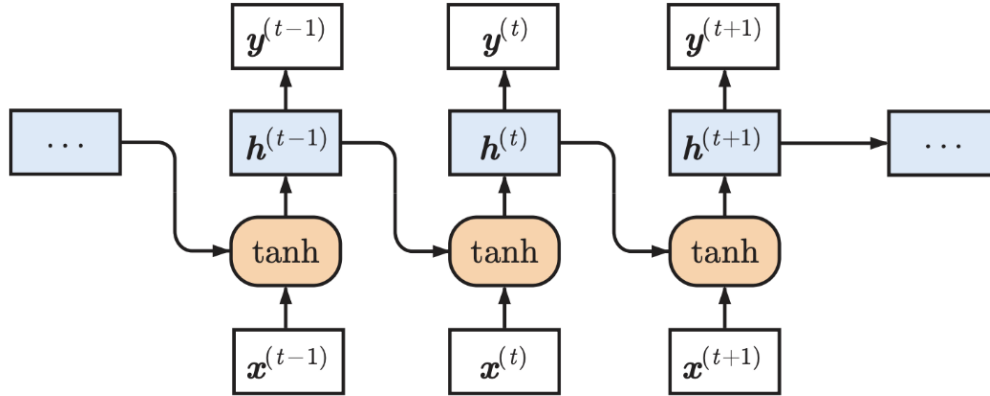 y^{(t-1)} y^{(t)} y^{(t+1)}
... h^{(t-1)} h^{(t)} h^{(t+1)} ...
tanh tanh tanh
x^{(t-1)} x^{(t)} x^{(t+1)}